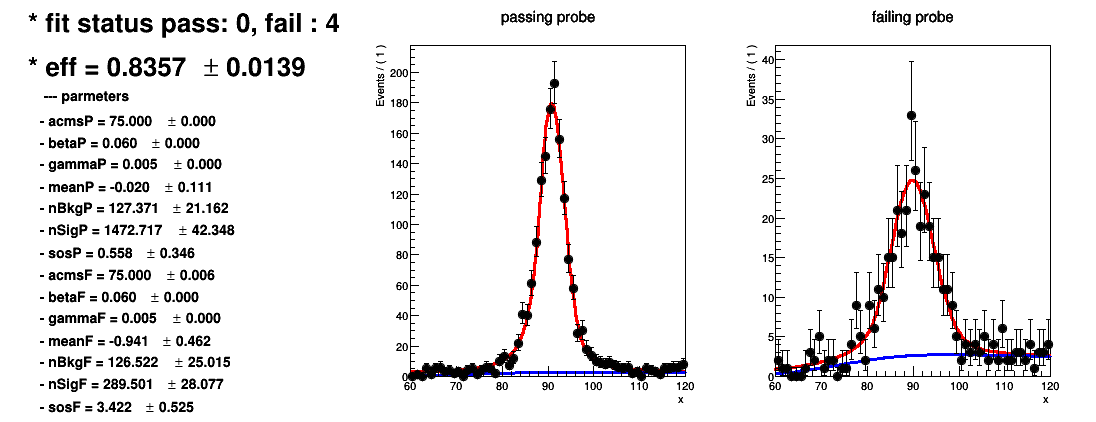 * fit status pass: 0, fail : 4
* eff = 0.8357 ± 0.0139
--- parmeters
- acmsP = 75.000 ± 0.000
- betaP = 0.060 ± 0.000
- gammaP = 0.005 ± 0.000
- meanP = -0.020 ± 0.111
- nBkgP = 127.371 ± 21.162
- nSigP = 1472.717 ± 42.348
- sosP = 0.558 ± 0.346
- acmsF = 75.000 ± 0.006
- betaF = 0.060 ± 0.000
- gammaF = 0.005 ± 0.000
- meanF = -0.941 ± 0.462
- nBkgF = 126.522 ± 25.015
- nSigF = 289.501 ± 28.077
- sosF = 3.422 ± 0.525
passing probe
Events / ( 1 )
200
180
160
140
120
100
80
60
40
20
0
60 70 80 90 100 110 120
x
failing probe
Events / ( 1 )
40
35
30
25
20
15
10
5
0
60 70 80 90 100 110 120
x